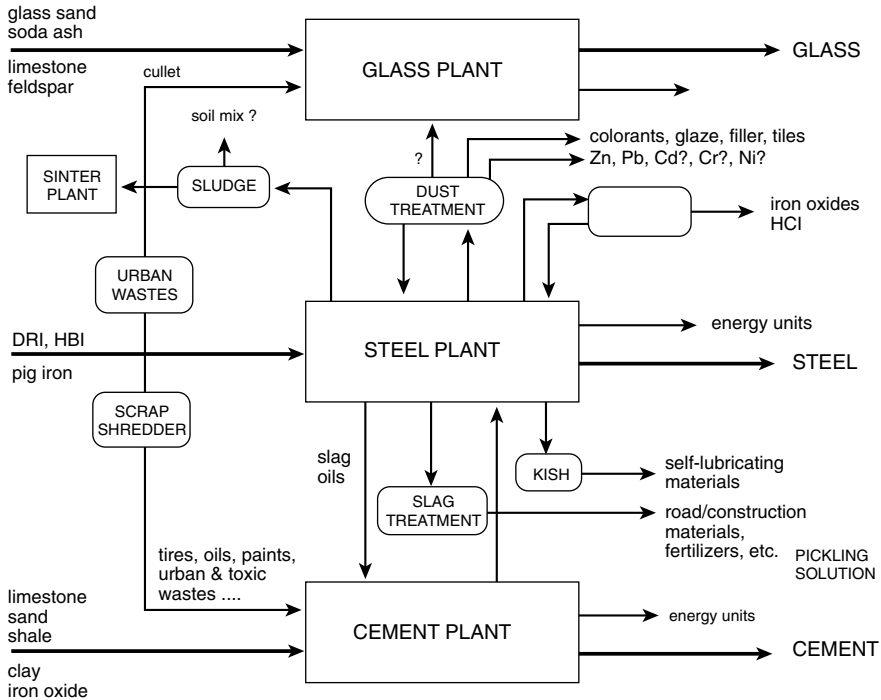 glass sand
soda ash
limestone
feldspar
cullet
GLASS PLANT
GLASS
soil mix ?
SINTER
PLANT
SLUDGE
?
DUST
TREATMENT
colorants, glaze, filler, tiles
Zn, Pb, Cd?, Cr?, Ni?
iron oxides
HCI
URBAN
WASTES
DRI, HBI
pig iron
STEEL PLANT
energy units
STEEL
SCRAP
SHREDDER
slag
oils
SLAG
TREATMENT
KISH
self-lubricating
materials
road/construction
materials,
fertilizers, etc.
PICKLING
SOLUTION
tires, oils, paints,
urban & toxic
wastes ....
limestone
sand
shale
clay
iron oxide
CEMENT PLANT
energy units
CEMENT